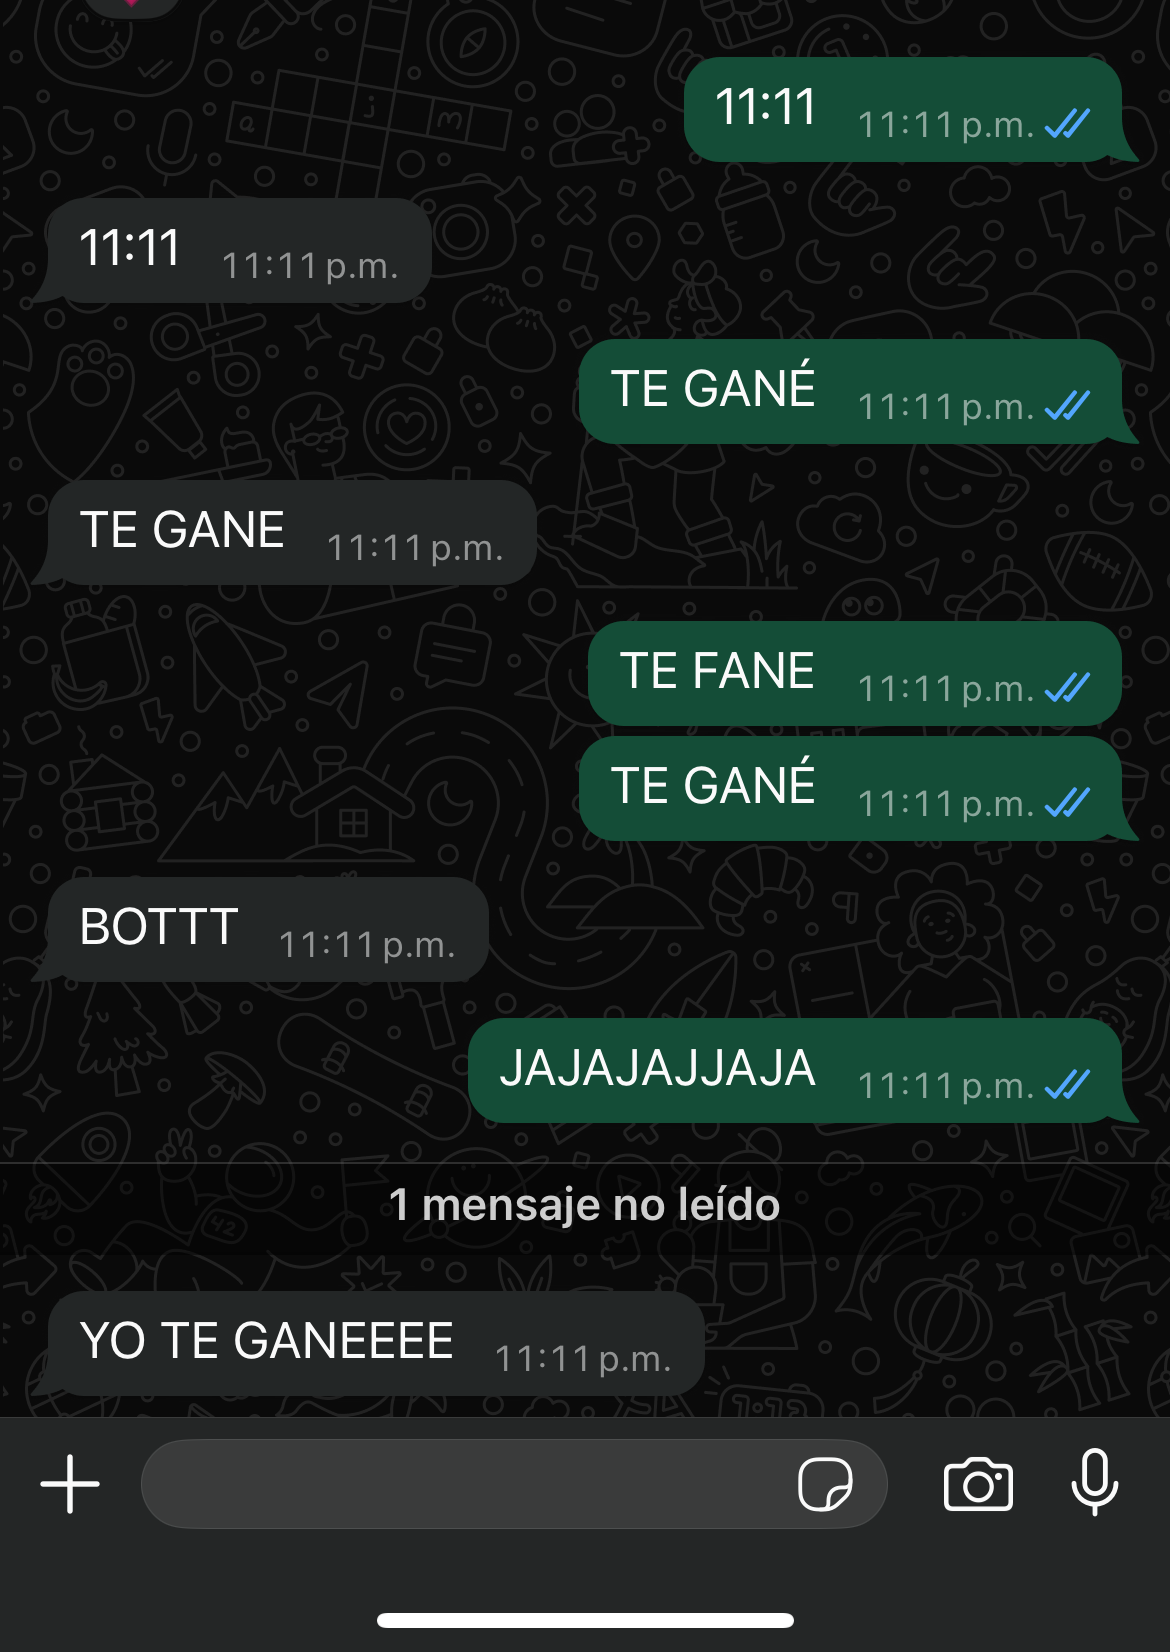 11:11 11:11 p.m.
11:11 11:11 p.m.
TE GANÉ 11:11 p.m.
TE GANE 11:11 p.m.
TE FANE 11:11 p.m.
TE GANÉ 11:11 p.m.
BOTTT 11:11 p.m.
JAJAJAJJAJA 11:11 p.m.
1 mensaje no leído
YO TE GANEEEE 11:11 p.m.